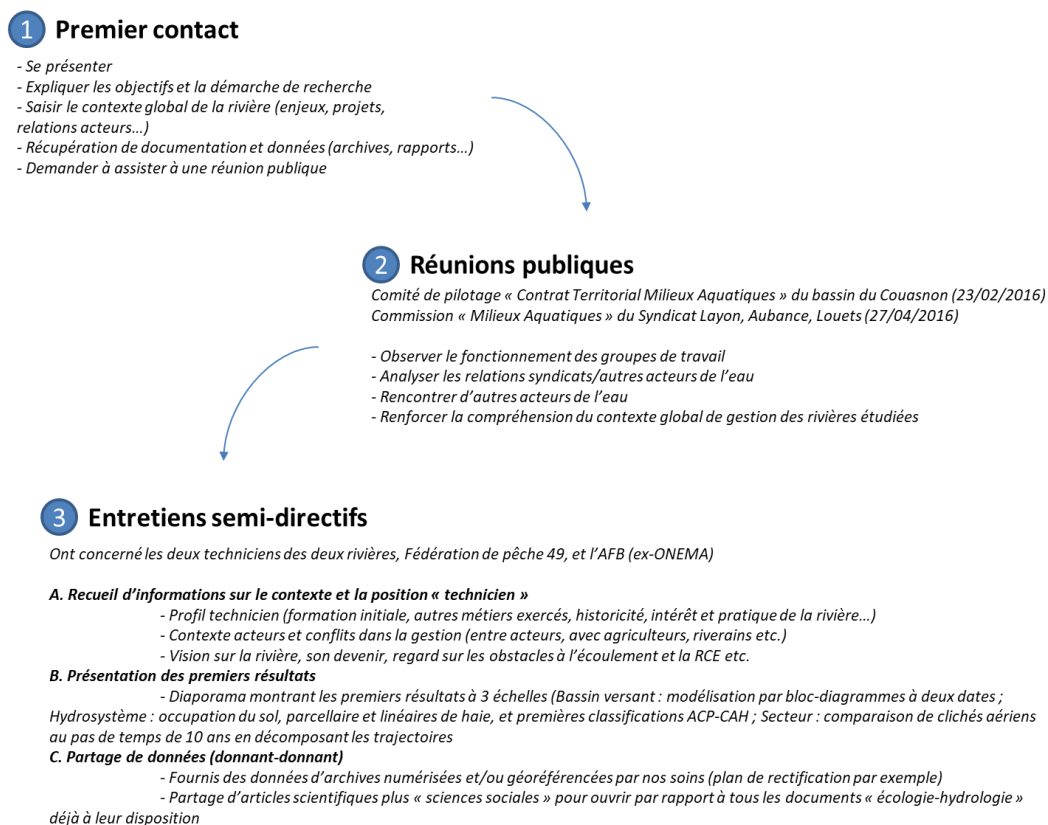 1 Premier contact
- Se présenter
- Expliquer les objectifs et la démarche de recherche
- Saisir le contexte global de la rivière (enjeux, projets,
relations acteurs…)
- Récupération de documentation et données (archives, rapports…)
- Demander à assister à une réunion publique
2 Réunions publiques
Comité de pilotage « Contrat Territorial Milieux Aquatiques » du bassin du Couasnon (23/02/2016)
Commission « Milieux Aquatiques » du Syndicat Layon, Aubance, Louets (27/04/2016)
- Observer le fonctionnement des groupes de travail
- Analyser les relations syndicats/autres acteurs de l'eau
- Rencontrer d'autres acteurs de l'eau
- Renforcer la compréhension du contexte global de gestion des rivières étudiées
3 Entretiens semi-directifs
Ont concerné les deux techniciens des deux rivières, Fédération de pêche 49, et l'AFB (ex-ONEMA)
A. Recueil d'informations sur le contexte et la position « technicien »
- Profil technicien (formation initiale, autres métiers exercés, historicité, intérêt et pratique de la rivière…)
- Contexte acteurs et conflits dans la gestion (entre acteurs, avec agriculteurs, riverains etc.)
- Vision sur la rivière, son devenir, regard sur les obstacles à l'écoulement et la RCE etc.
B. Présentation des premiers résultats
- Diaporama montrant les premiers résultats à 3 échelles (Bassin versant : modélisation par bloc-diagrammes à deux dates ;
Hydrosystème : occupation du sol, parcellaire et linéaires de haie, et premières classifications ACP-CAH ; Secteur : comparaison de clichés aériens
au pas de temps de 10 ans en décomposant les trajectoires
C. Partage de données (donnant-donnant)
- Fournis des données d'archives numérisées et/ou géoréférencées par nos soins (plan de rectification par exemple)
- Partage d'articles scientifiques plus « sciences sociales » pour ouvrir par rapport à tous les documents « écologie-hydrologie »
déjà à leur disposition